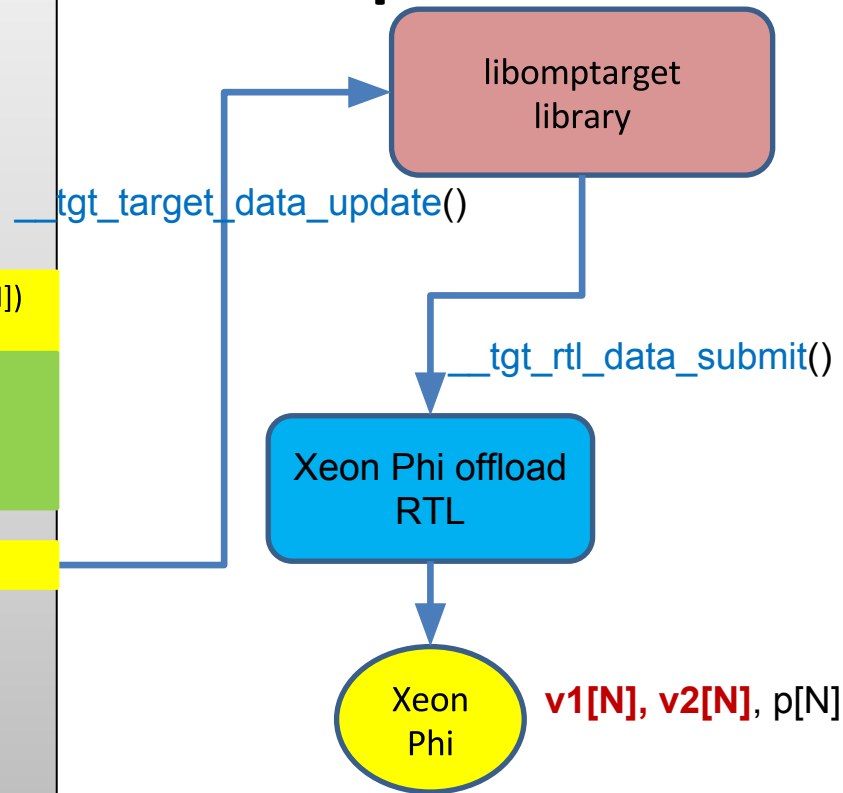 libomptarget
library
__tgt_target_data_update()
])
__tgt_rtl_data_submit()
Xeon Phi offload
RTL
Xeon
Phi
v1[N], v2[N], p[N]